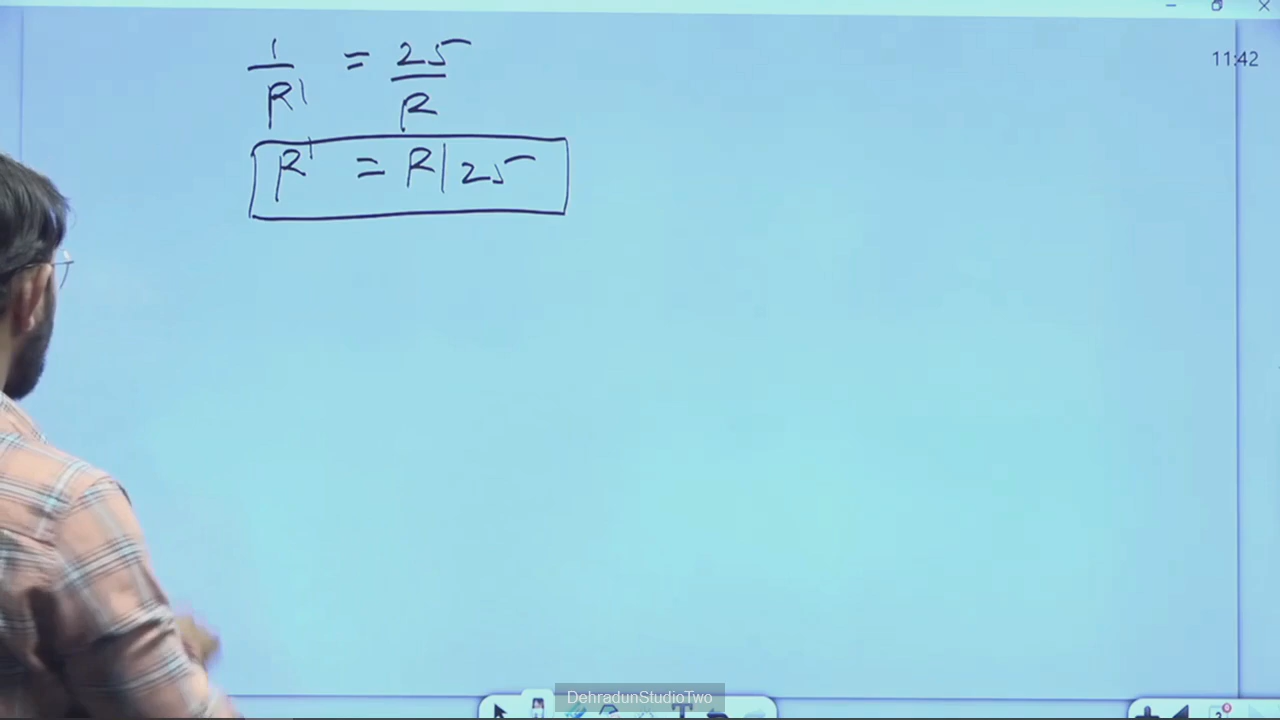 11:42
1/R' = 25/R
R' = R/25
DehradunStudioTwo